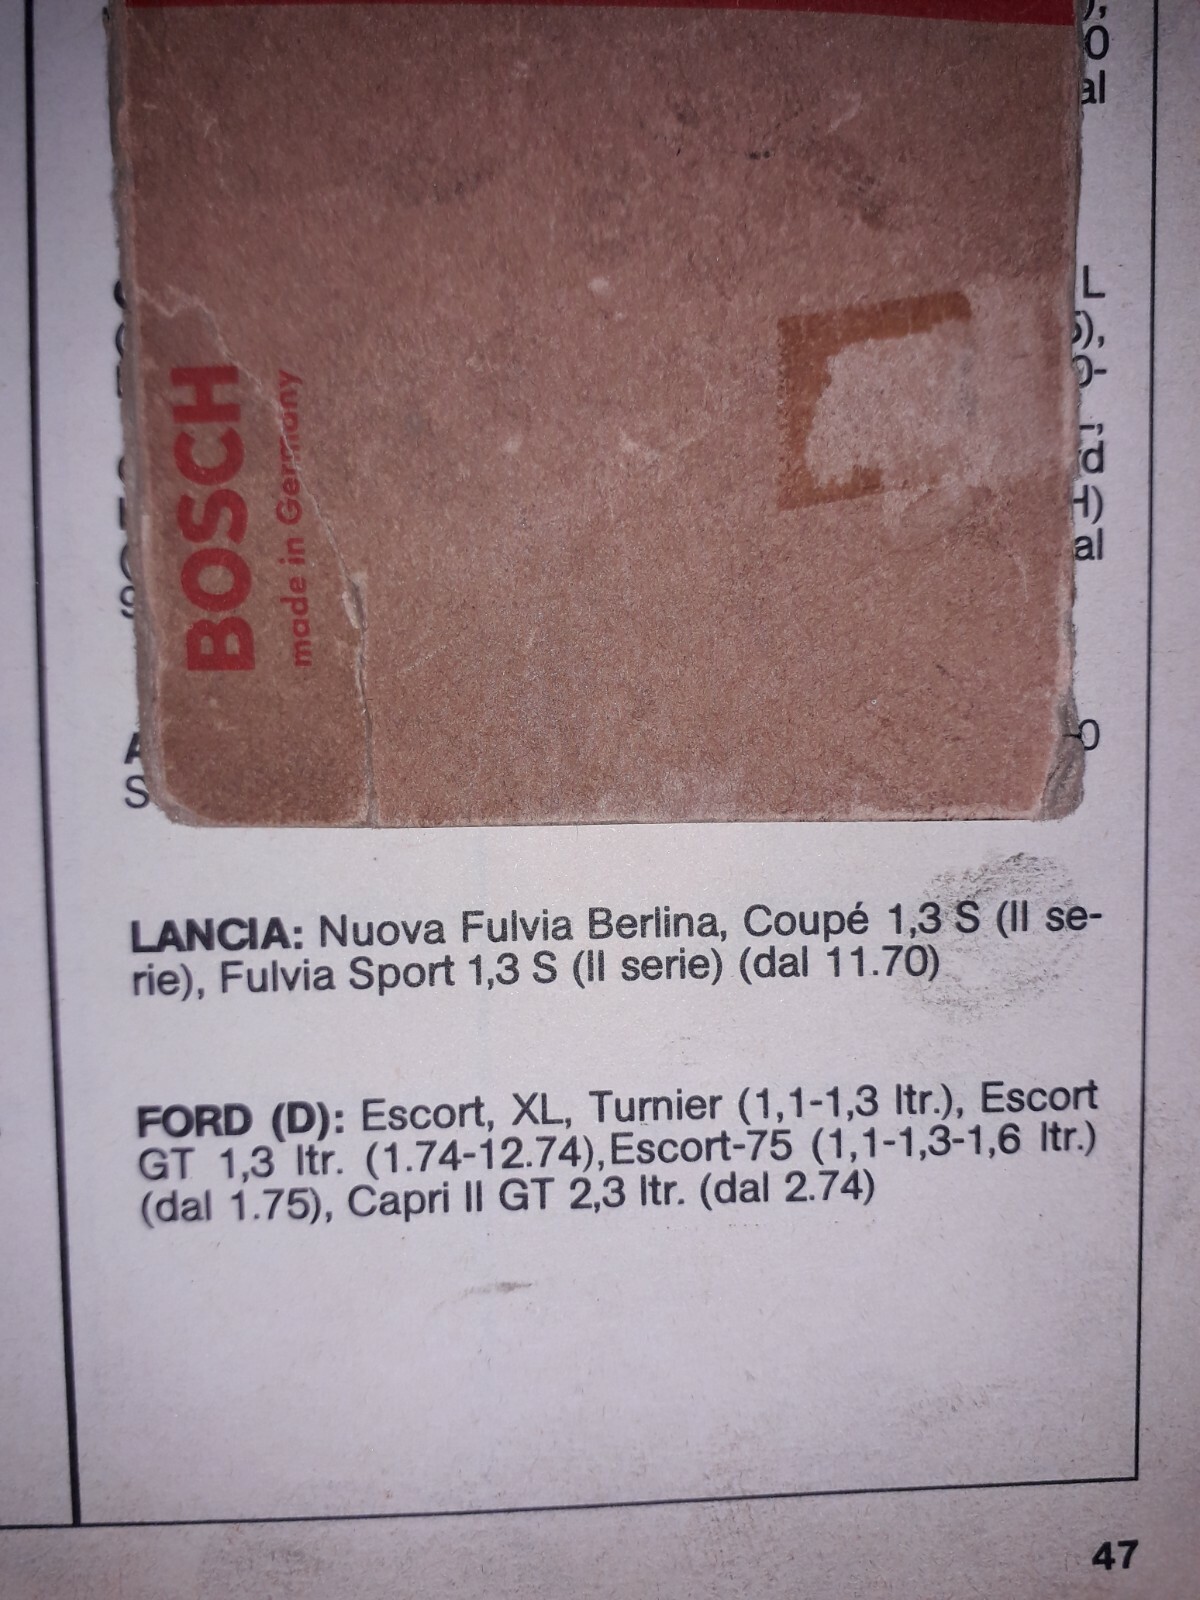 BOSCH
made in Germany
LANCIA: Nuova Fulvia Berlina, Coupé 1,3 S (II se-
rie), Fulvia Sport 1,3 S (II serie) (dal 11.70)
FORD (D): Escort, XL, Turnier (1,1-1,3 ltr.), Escort
GT 1,3 ltr. (1.74-12.74), Escort-75 (1,1-1,3-1,6 ltr.)
(dal 1.75), Capri II GT 2,3 ltr. (dal 2.74)
47